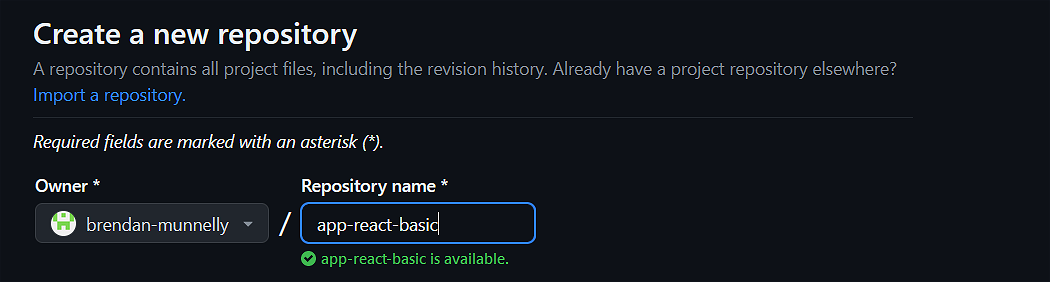 Create a new repository
A repository contains all project files, including the revision history. Already have a project repository elsewhere?
Import a repository.
Required fields are marked with an asterisk (*).
Owner * Repository name *
brendan-munnelly / app-react-basic
app-react-basic is available.